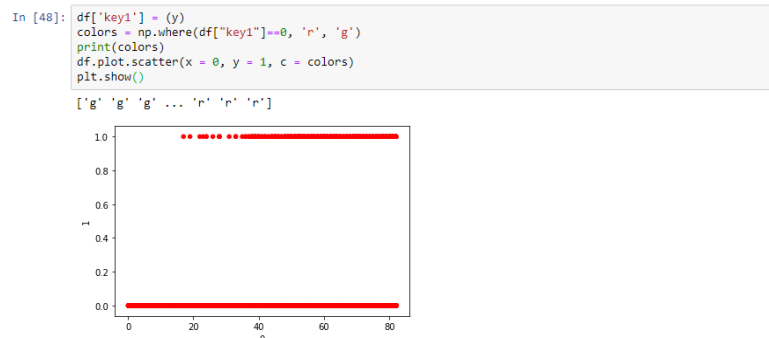 In [48]: df['key1'] = (y)
colors = np.where(df["key1"]==0, 'r', 'g')
print(colors)
df.plot.scatter(x = 0, y = 1, c = colors)
plt.show()
['g' 'g' 'g' ... 'r' 'r' 'r']
1.0
0.8
0.6
1
0.4
0.2
0.0
0 20 40 60 80